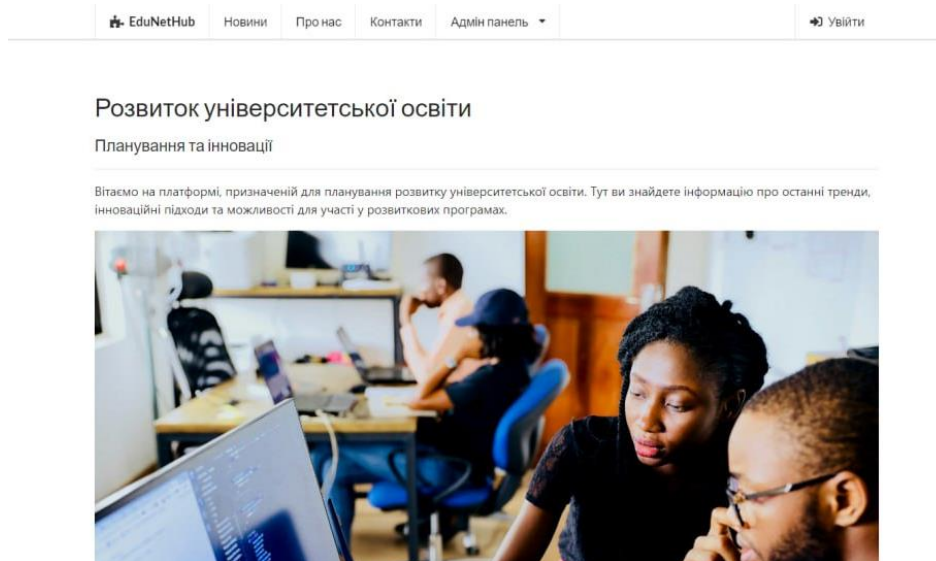 EduNetHub Новини Про нас Контакти Адмін панель Увійти
Розвиток університетської освіти
Планування та інновації
Вітаємо на платформі, призначеній для планування розвитку університетської освіти. Тут ви знайдете інформацію про останні тренди,
інноваційні підходи та можливості для участі у розвиткових програмах.